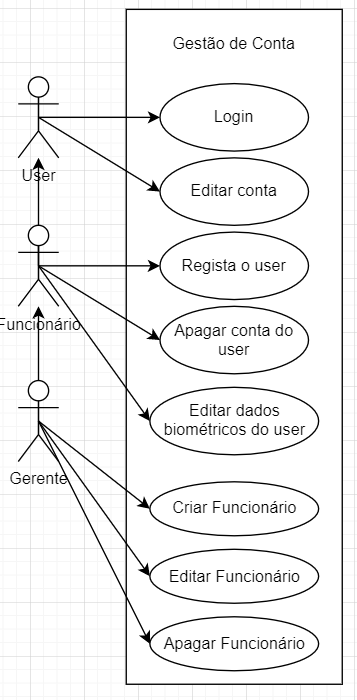 Gestão de Conta
Login
User
Editar conta
Regista o user
Funcionário
Apagar conta do
user
Editar dados
biométricos do user
Gerente
Criar Funcionário
Editar Funcionário
Apagar Funcionário